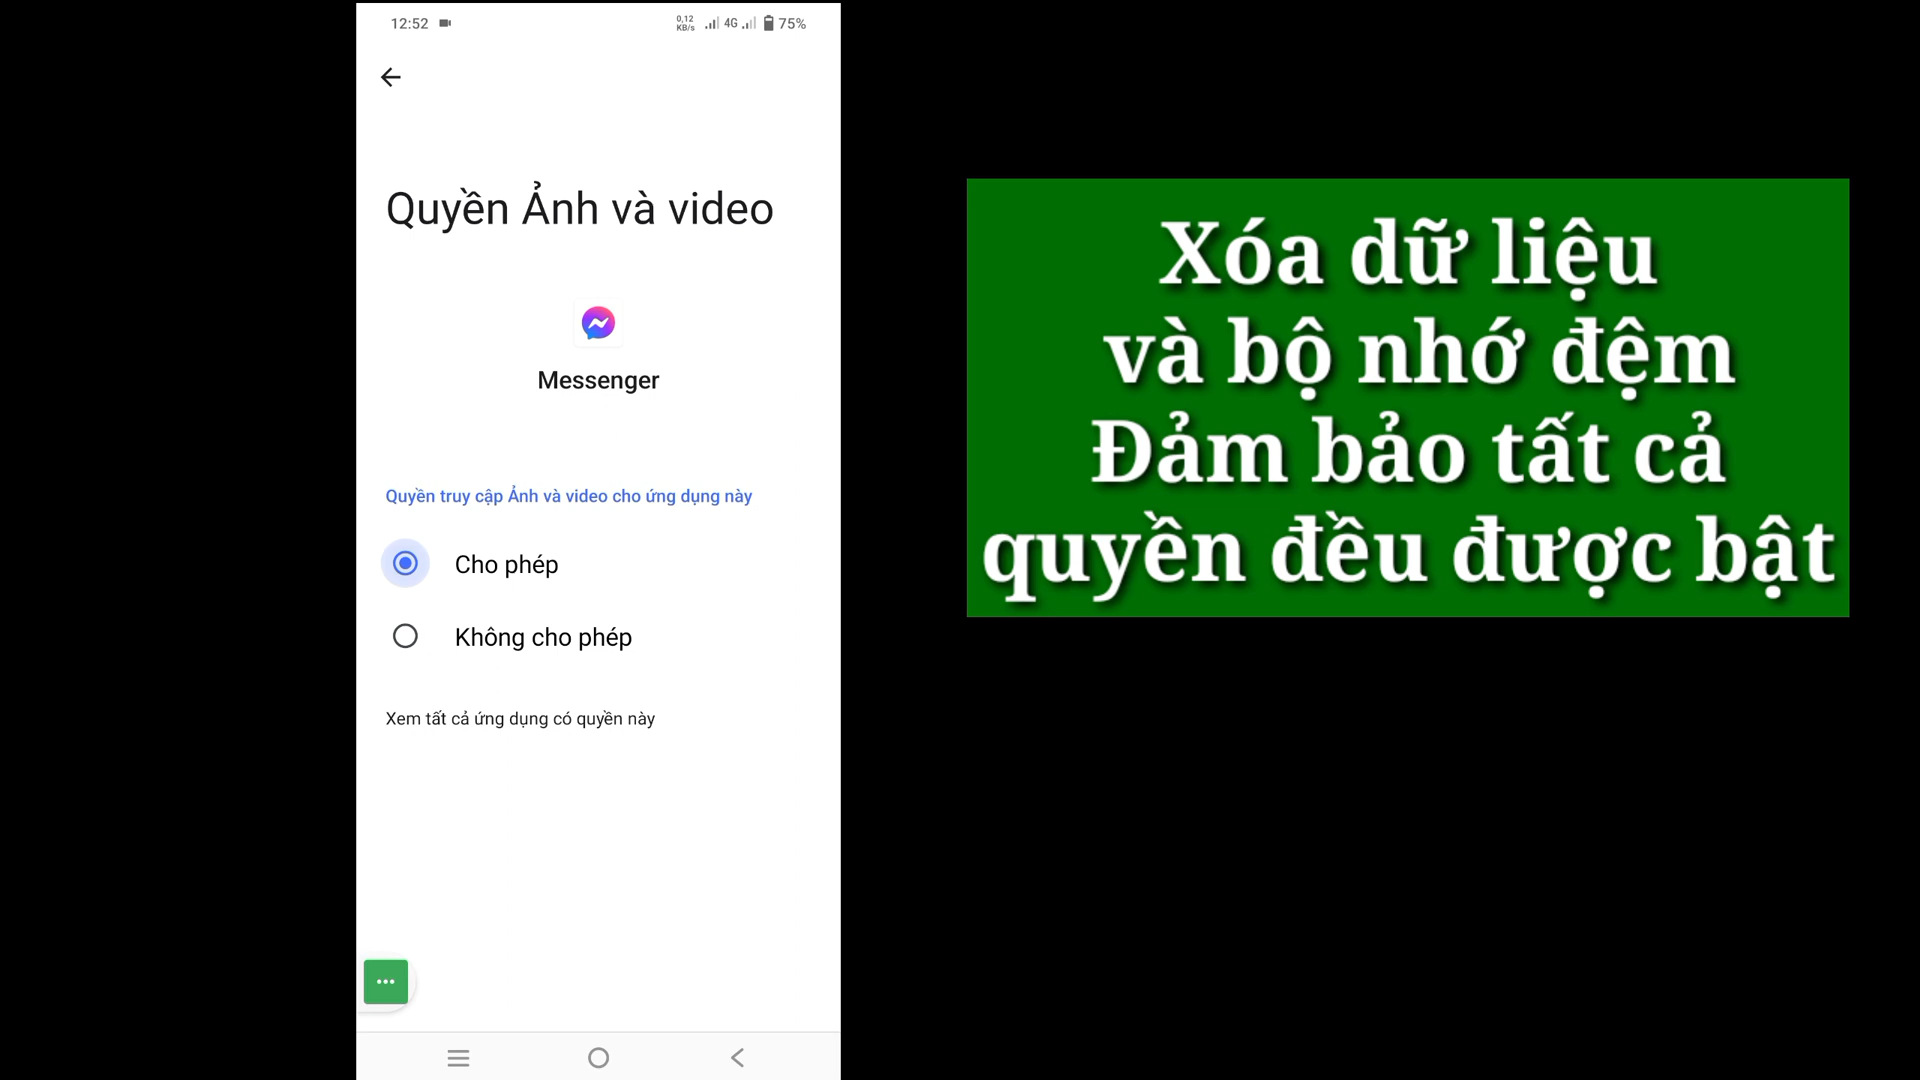 12:52
0,12
KB/s
4G
75%
Quyền Ảnh và video
Messenger
Quyền truy cập Ảnh và video cho ứng dụng này
Cho phép
Không cho phép
Xem tất cả ứng dụng có quyền này
Xóa dữ liệu
và bộ nhớ đệm
Đảm bảo tất cả
quyền đều được bật